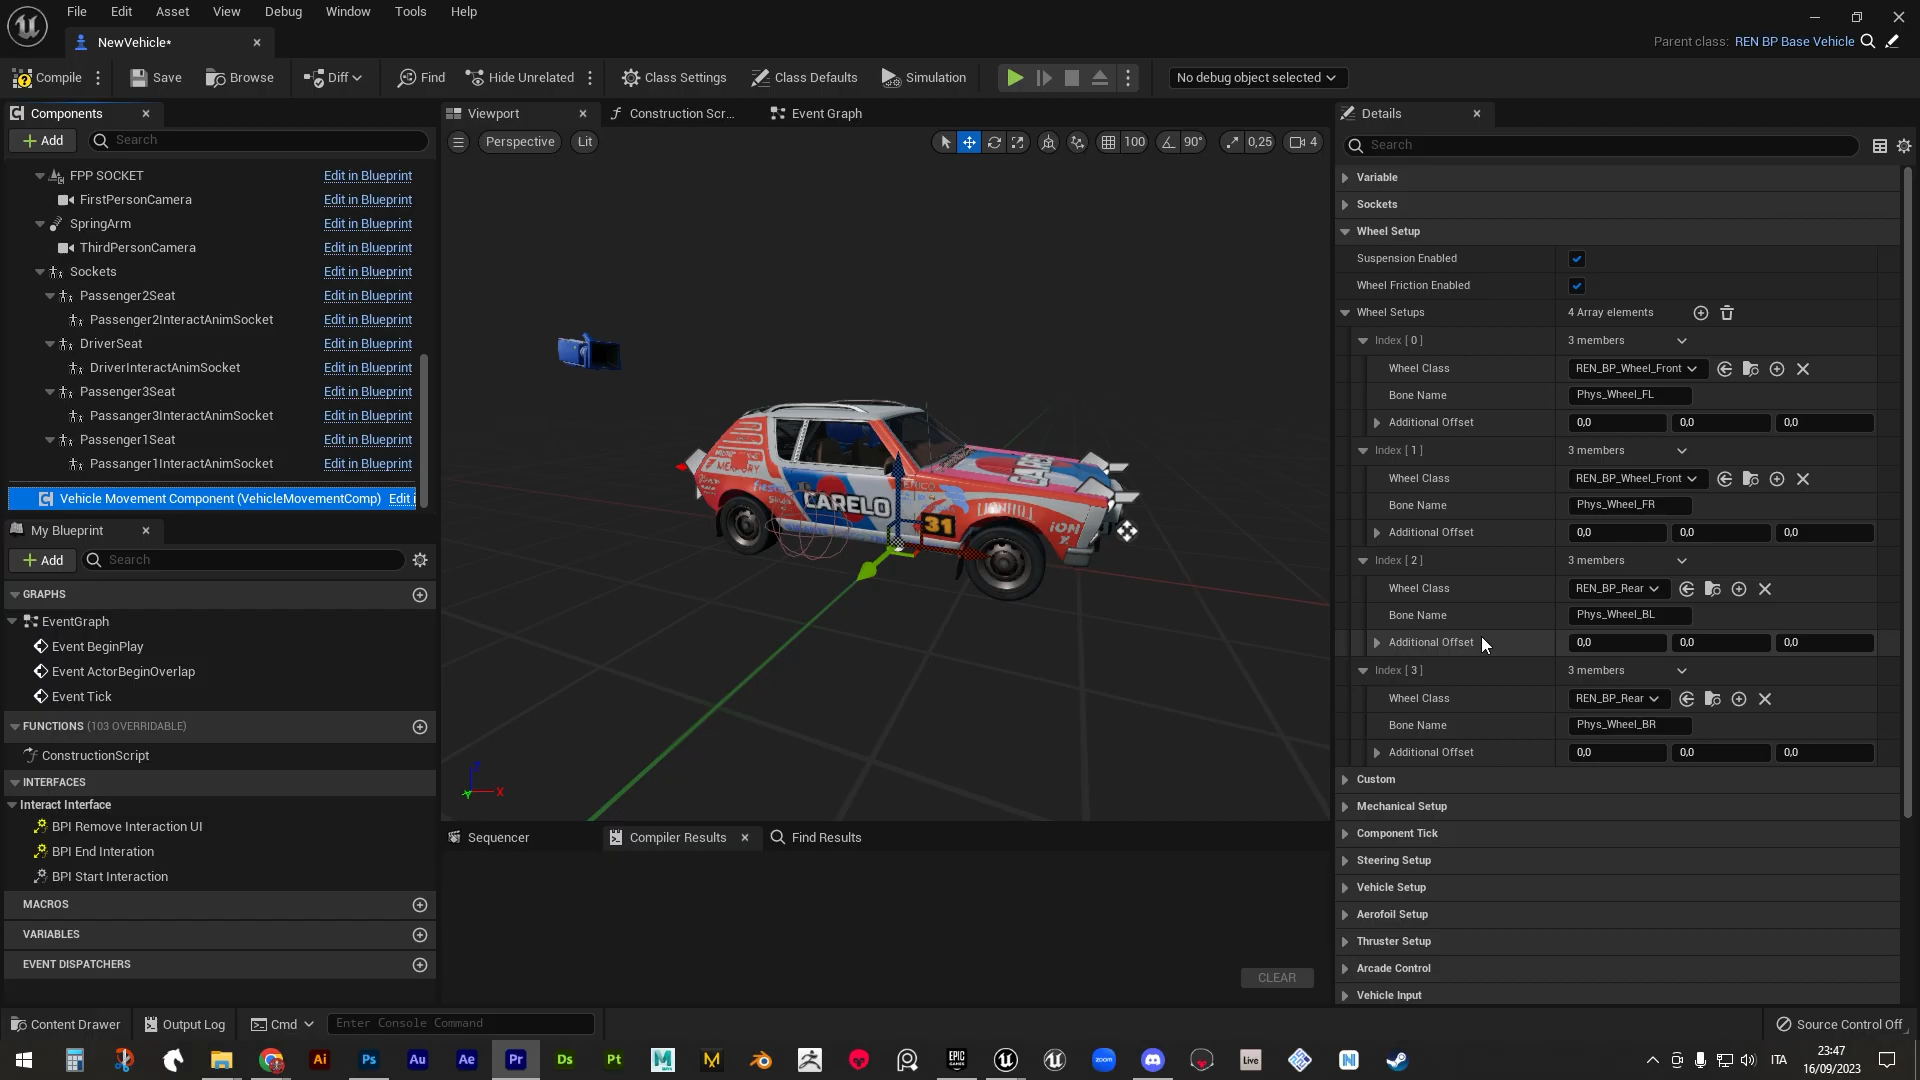 File Edit Asset View Debug Window Tools Help
NewVehicle*
Parent class: REN BP Base Vehicle
Compile Save Browse Diff Find Hide Unrelated Class Settings Class Defaults Simulation No debug object selected
Components
Add Search
FPP SOCKET Edit in Blueprint
FirstPersonCamera Edit in Blueprint
SpringArm Edit in Blueprint
ThirdPersonCamera Edit in Blueprint
Sockets Edit in Blueprint
Passenger2Seat Edit in Blueprint
Passenger2InteractAnimSocket Edit in Blueprint
DriverSeat Edit in Blueprint
DriverInteractAnimSocket Edit in Blueprint
Passenger3Seat Edit in Blueprint
Passanger3InteractAnimSocket Edit in Blueprint
Passenger1Seat Edit in Blueprint
Passanger1InteractAnimSocket Edit in Blueprint
Vehicle Movement Component (VehicleMovementComp) Edit i
My Blueprint
Add Search
GRAPHS
EventGraph
Event BeginPlay
Event ActorBeginOverlap
Event Tick
FUNCTIONS (103 OVERRIDABLE)
ConstructionScript
INTERFACES
Interact Interface
BPI Remove Interaction UI
BPI End Interation
BPI Start Interaction
MACROS
VARIABLES
EVENT DISPATCHERS
Viewport Construction Scr... Event Graph
Perspective Lit 100 90° 0,25 4
CARELO
31
X
Sequencer Compiler Results Find Results
CLEAR
Details
Search
Variable
Sockets
Wheel Setup
Suspension Enabled
Wheel Friction Enabled
Wheel Setups 4 Array elements
Index [ 0 ] 3 members
Wheel Class REN_BP_Wheel_Front
Bone Name Phys_Wheel_FL
Additional Offset 0,0 0,0 0,0
Index [ 1 ] 3 members
Wheel Class REN_BP_Wheel_Front
Bone Name Phys_Wheel_FR
Additional Offset 0,0 0,0 0,0
Index [ 2 ] 3 members
Wheel Class REN_BP_Rear
Bone Name Phys_Wheel_BL
Additional Offset 0,0 0,0 0,0
Index [ 3 ] 3 members
Wheel Class REN_BP_Rear
Bone Name Phys_Wheel_BR
Additional Offset 0,0 0,0 0,0
Custom
Mechanical Setup
Component Tick
Steering Setup
Vehicle Setup
Aerofoil Setup
Thruster Setup
Arcade Control
Vehicle Input
Content Drawer Output Log Cmd Enter Console Command Source Control Off
Ai Ps Au Ae Pr Ds Pt M EPIC GAMES zoom Live N ITA
23:47
16/09/2023